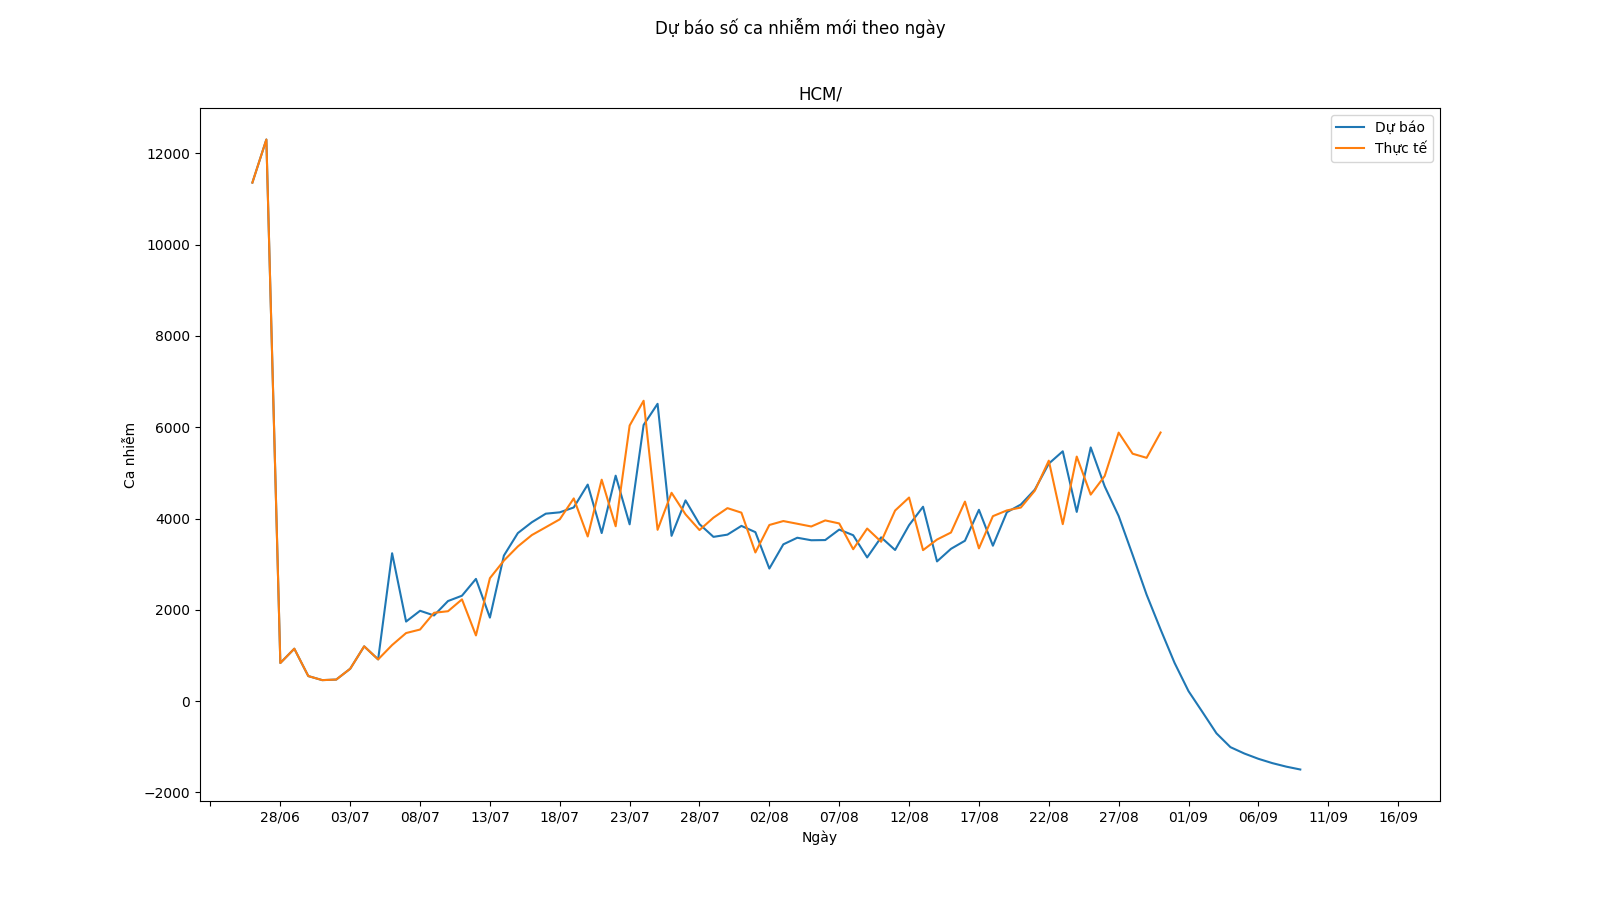 Dự báo số ca nhiễm mới theo ngày
HCM/
Dự báo
Thực tế
12000
10000
8000
6000
4000
2000
0
−2000
Ca nhiễm
28/06 03/07 08/07 13/07 18/07 23/07 28/07 02/08 07/08 12/08 17/08 22/08 27/08 01/09 06/09 11/09 16/09
Ngày